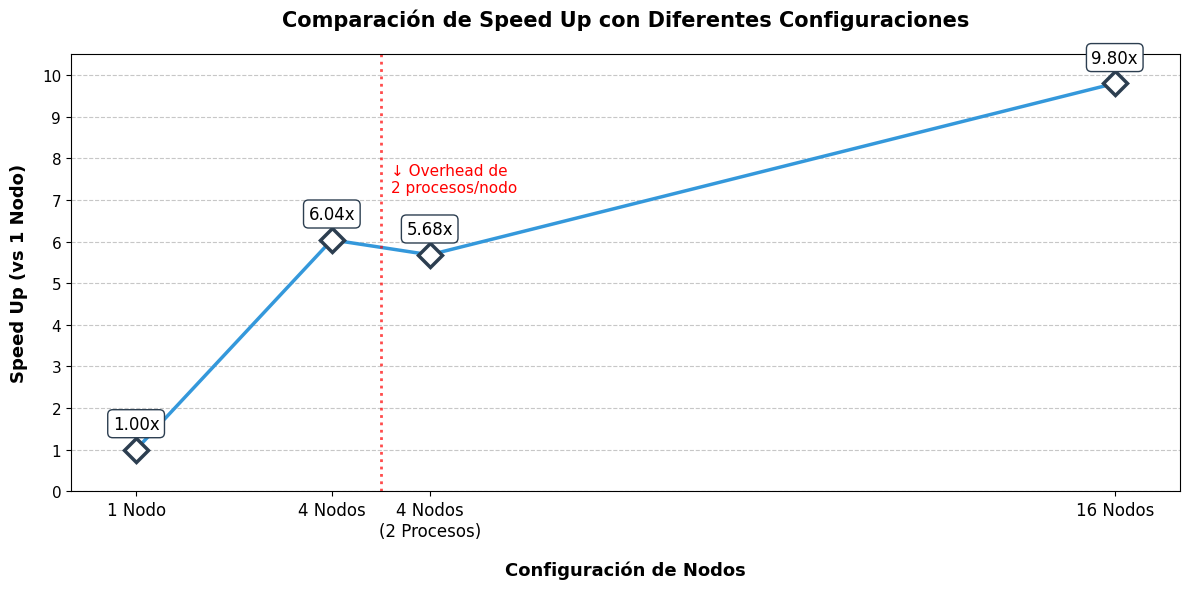 Comparación de Speed Up con Diferentes Configuraciones
Speed Up (vs 1 Nodo)
10
9
8
7
6
5
4
3
2
1
0
1.00x
6.04x
5.68x
9.80x
↓ Overhead de
2 procesos/nodo
1 Nodo
4 Nodos
4 Nodos
(2 Procesos)
16 Nodos
Configuración de Nodos